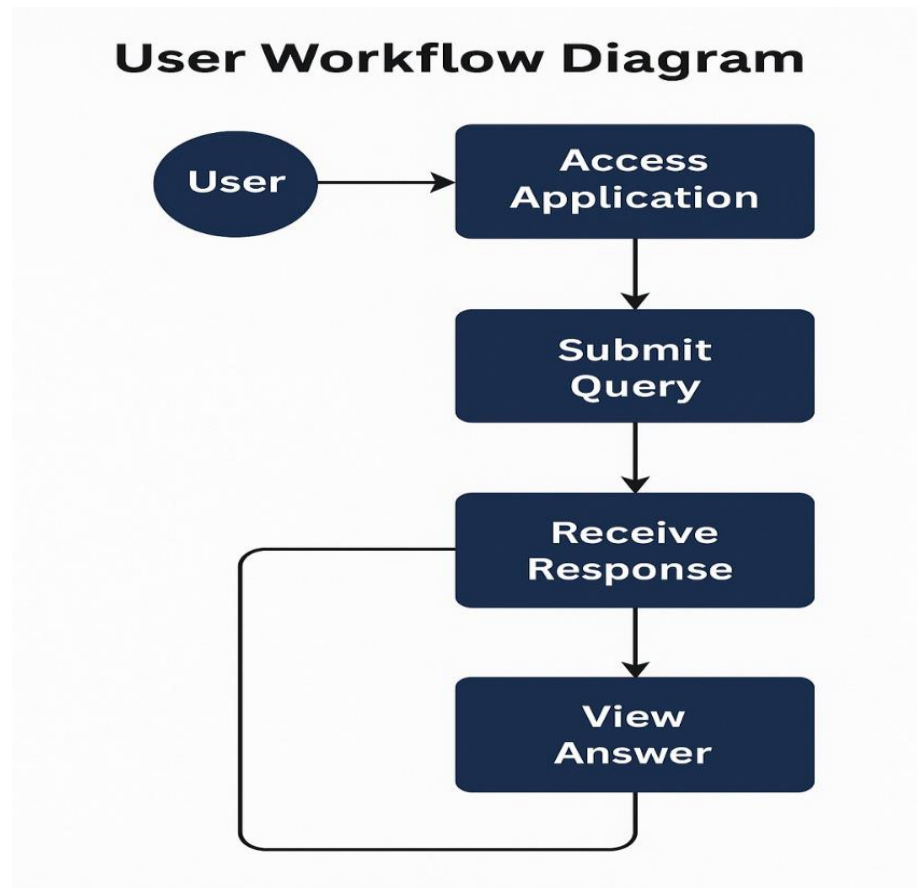 User Workflow Diagram
User
Access
Application
Submit
Query
Receive
Response
View
Answer